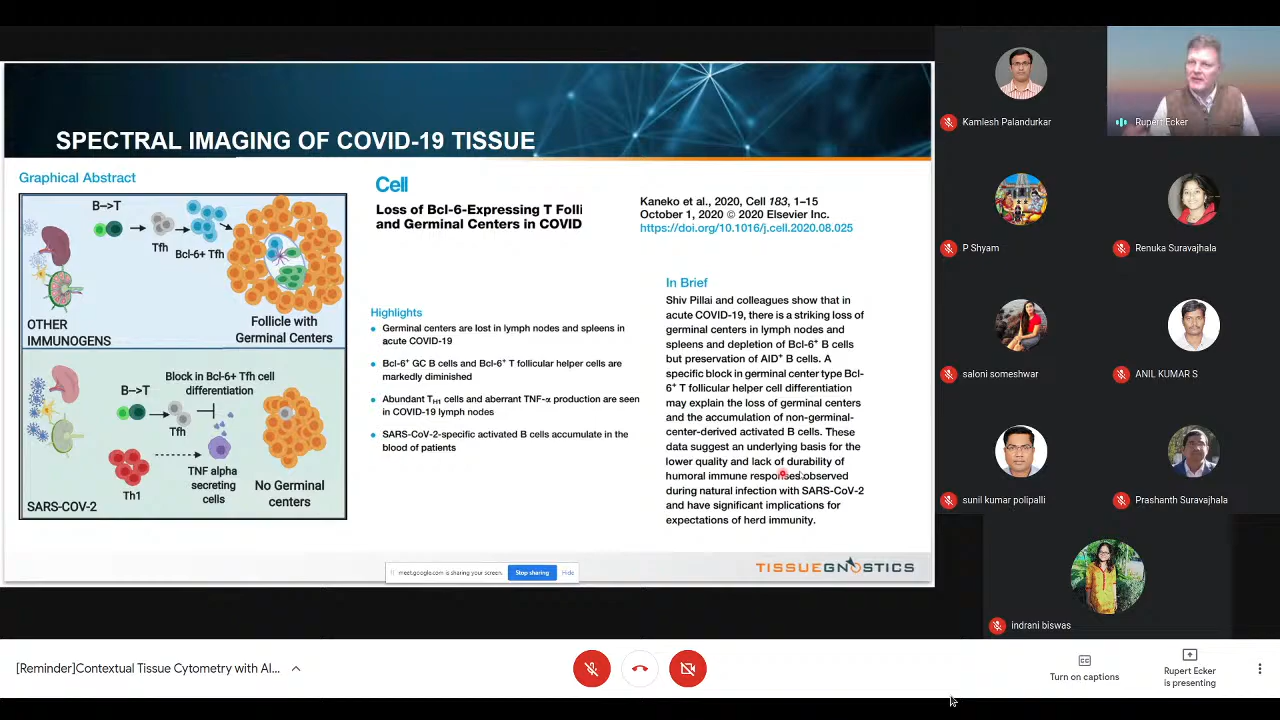 SPECTRAL IMAGING OF COVID-19 TISSUE
Graphical Abstract
B->T
Tfh
Bcl-6+ Tfh
OTHER
IMMUNOGENS
Follicle with
Germinal Centers
Block in Bcl-6+ Tfh cell
differentiation
B->T
Tfh
Th1
TNF alpha
secreting
cells
No Germinal
centers
SARS-COV-2
Cell
Loss of Bcl-6-Expressing T Folli
and Germinal Centers in COVID
Kaneko et al., 2020, Cell 183, 1–15
October 1, 2020 © 2020 Elsevier Inc.
https://doi.org/10.1016/j.cell.2020.08.025
Highlights
• Germinal centers are lost in lymph nodes and spleens in
acute COVID-19
• Bcl-6+ GC B cells and Bcl-6+ T follicular helper cells are
markedly diminished
• Abundant TH1 cells and aberrant TNF-α production are seen
in COVID-19 lymph nodes
• SARS-CoV-2-specific activated B cells accumulate in the
blood of patients
In Brief
Shiv Pillai and colleagues show that in
acute COVID-19, there is a striking loss of
germinal centers in lymph nodes and
spleens and depletion of Bcl-6+ B cells
but preservation of AID+ B cells. A
specific block in germinal center type Bcl-
6+ T follicular helper cell differentiation
may explain the loss of germinal centers
and the accumulation of non-germinal-
center-derived activated B cells. These
data suggest an underlying basis for the
lower quality and lack of durability of
humoral immune responses observed
during natural infection with SARS-CoV-2
and have significant implications for
expectations of herd immunity.
meet.google.com is sharing your screen.
Stop sharing
Hide
TISSUEGNOSTICS
Kamlesh Palandurkar
Rupert Ecker
P Shyam
Renuka Suravajhala
saloni someshwar
ANIL KUMAR S
sunil kumar polipalli
Prashanth Suravajhala
indrani biswas
[Reminder]Contextual Tissue Cytometry with AI...
Turn on captions
Rupert Ecker
is presenting